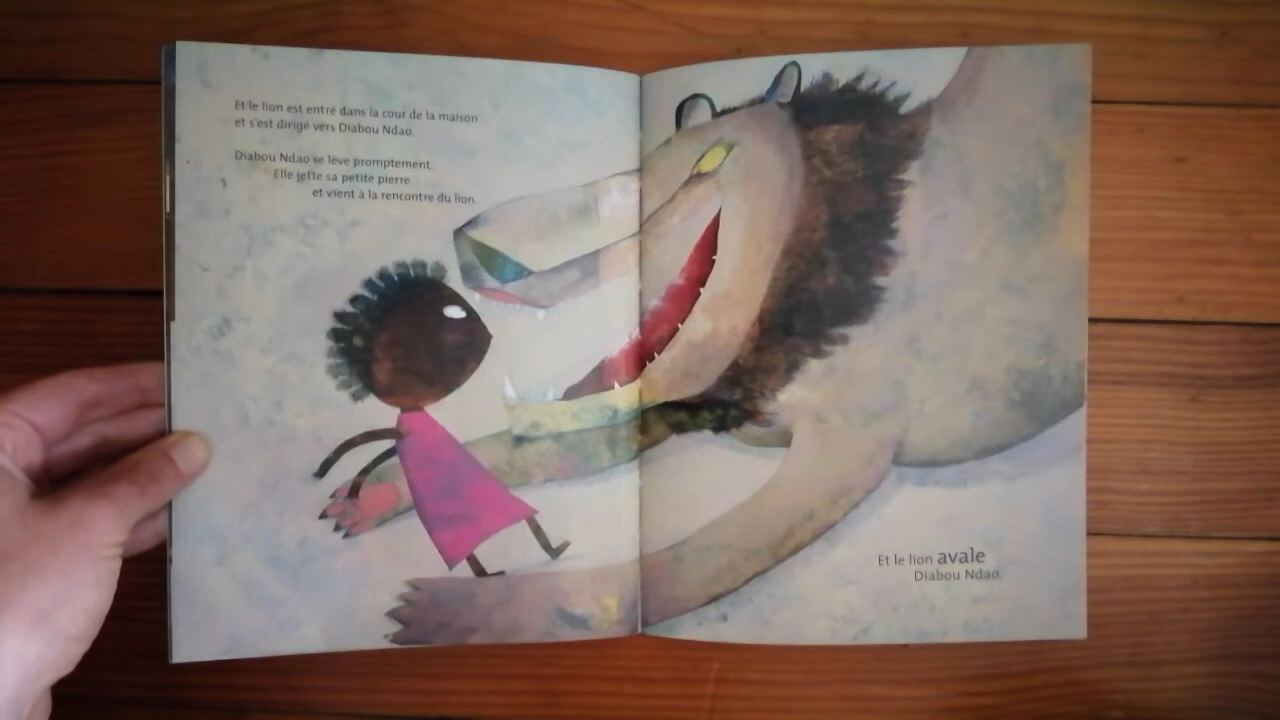 Et le lion est entré dans la cour de la maison
et s'est dirigé vers Diabou Ndao.
Diabou Ndao se lève promptement.
Elle jette sa petite pierre
et vient à la rencontre du lion.
Et le lion avale
Diabou Ndao.